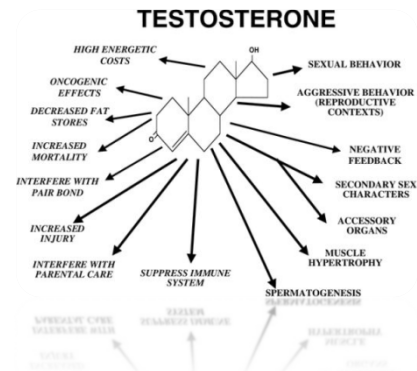 TESTOSTERONE
HIGH ENERGETIC
COSTS
ONCOGENIC
EFFECTS
DECREASED FAT
STORES
INCREASED
MORTALITY
INTERFERE WITH
PAIR BOND
INCREASED
INJURY
INTERFERE WITH
PARENTAL CARE
SUPPRESS IMMUNE
SYSTEM
OH
O
SEXUAL BEHAVIOR
AGGRESSIVE BEHAVIOR
(REPRODUCTIVE
CONTEXTS)
NEGATIVE
FEEDBACK
SECONDARY SEX
CHARACTERS
ACCESSORY
ORGANS
MUSCLE
HYPERTROPHY
SPERMATOGENESIS